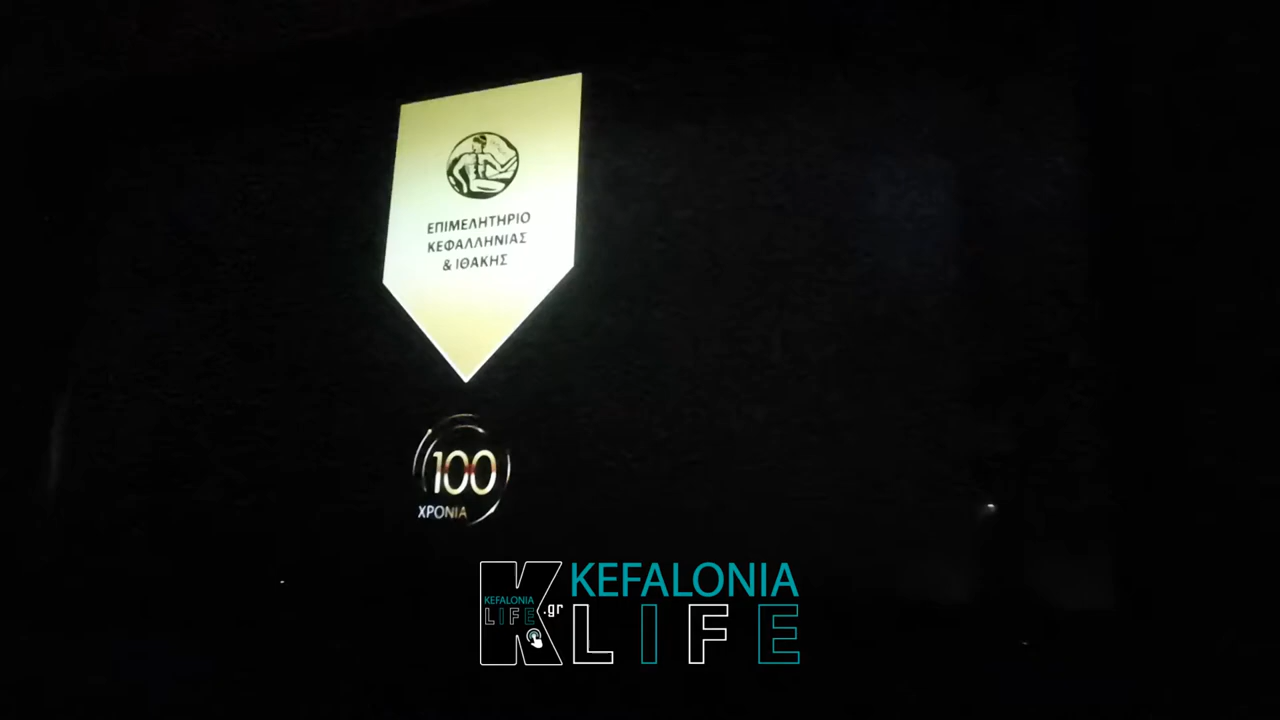 ΕΠΙΜΕΛΗΤΗΡΙΟ
ΚΕΦΑΛΛΗΝΙΑΣ
& ΙΘΑΚΗΣ
100
ΧΡΟΝΙΑ
KEFALONIA
LIFE
KEFALONIA
LIFE
.gr